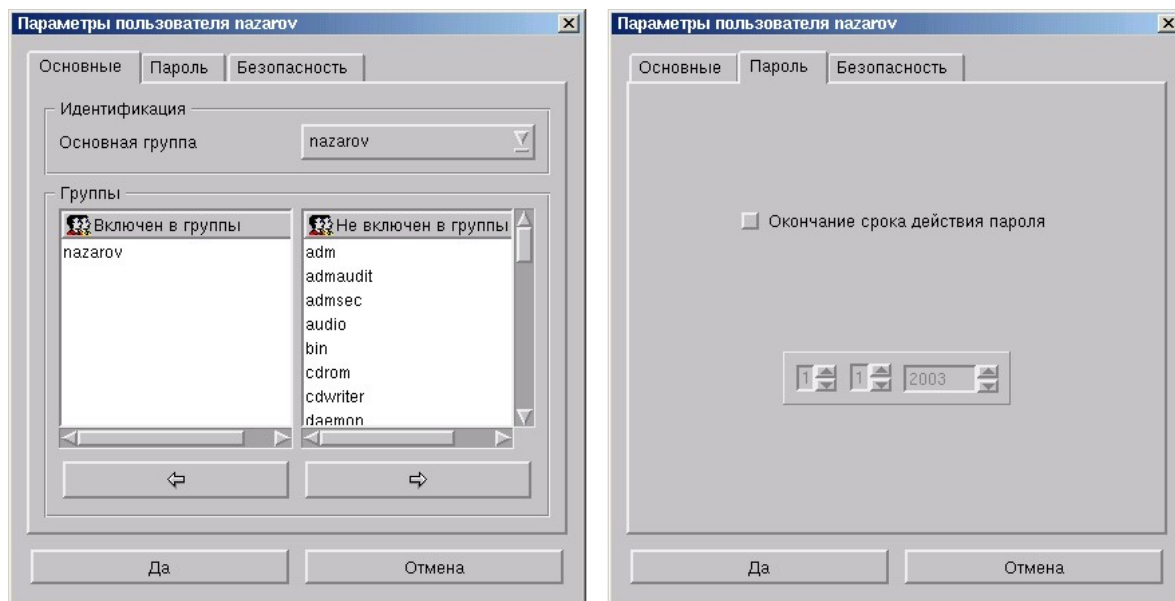 Параметры пользователя nazarov
Основные Пароль Безопасность
Идентификация
Основная группа nazarov
Группы
Включен в группы
nazarov
Не включен в группы
adm
admaudit
admsec
audio
bin
cdrom
cdwriter
daemon
Да Отмена
Параметры пользователя nazarov
Основные Пароль Безопасность
Окончание срока действия пароля
1 1 2003
Да Отмена